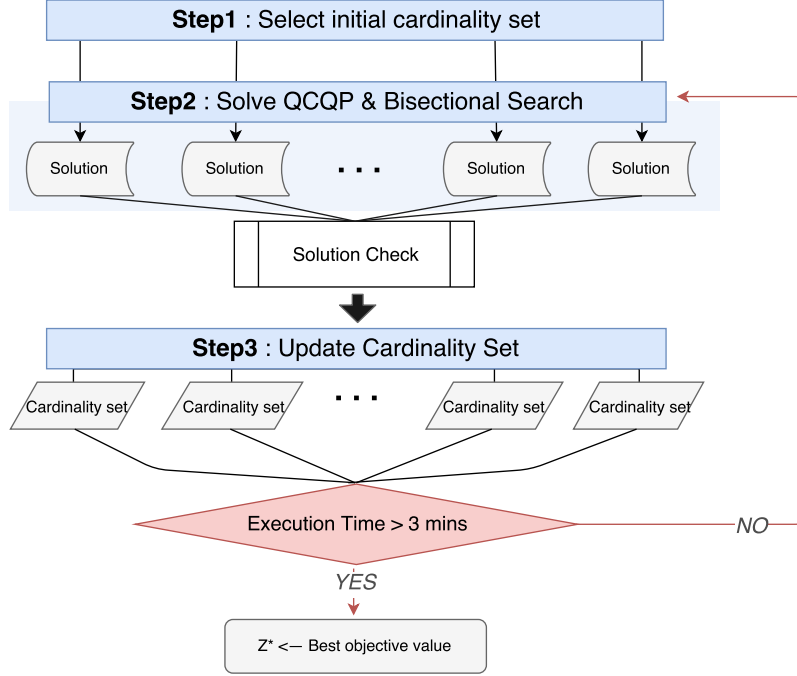 Step1 : Select initial cardinality set
Step2 : Solve QCQP & Bisectional Search
Solution
Solution
. . .
Solution
Solution
Solution Check
Step3 : Update Cardinality Set
Cardinality set
Cardinality set
. . .
Cardinality set
Cardinality set
Execution Time > 3 mins
NO
YES
Z* <— Best objective value